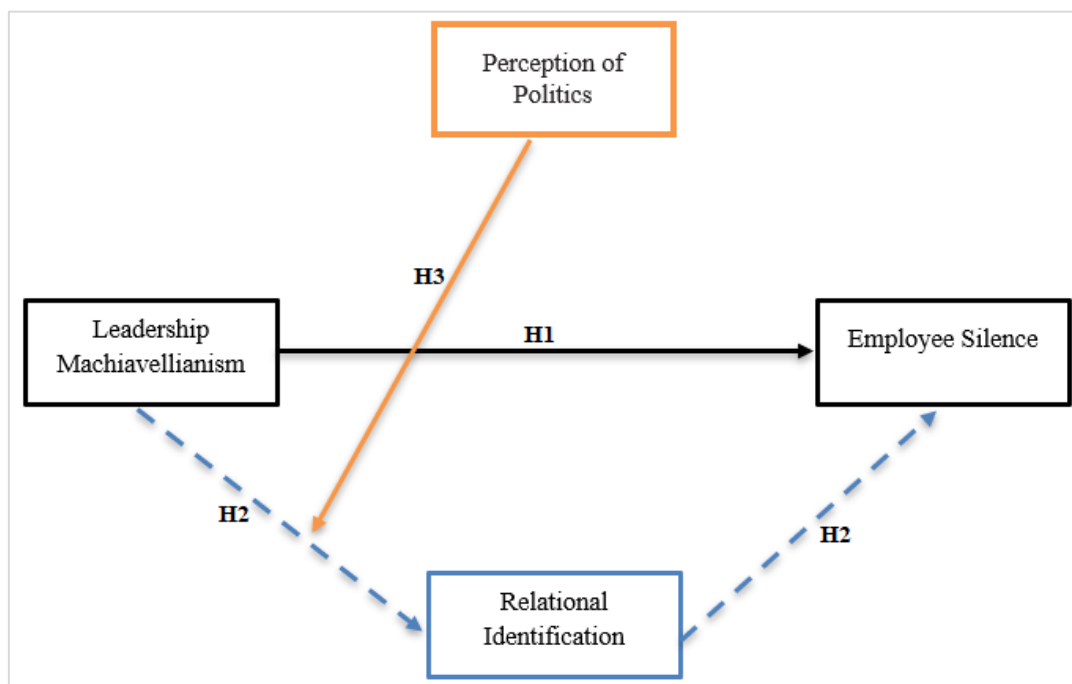 Perception of
Politics
H3
H1
Leadership
Machiavellianism
Employee Silence
H2
H2
Relational
Identification